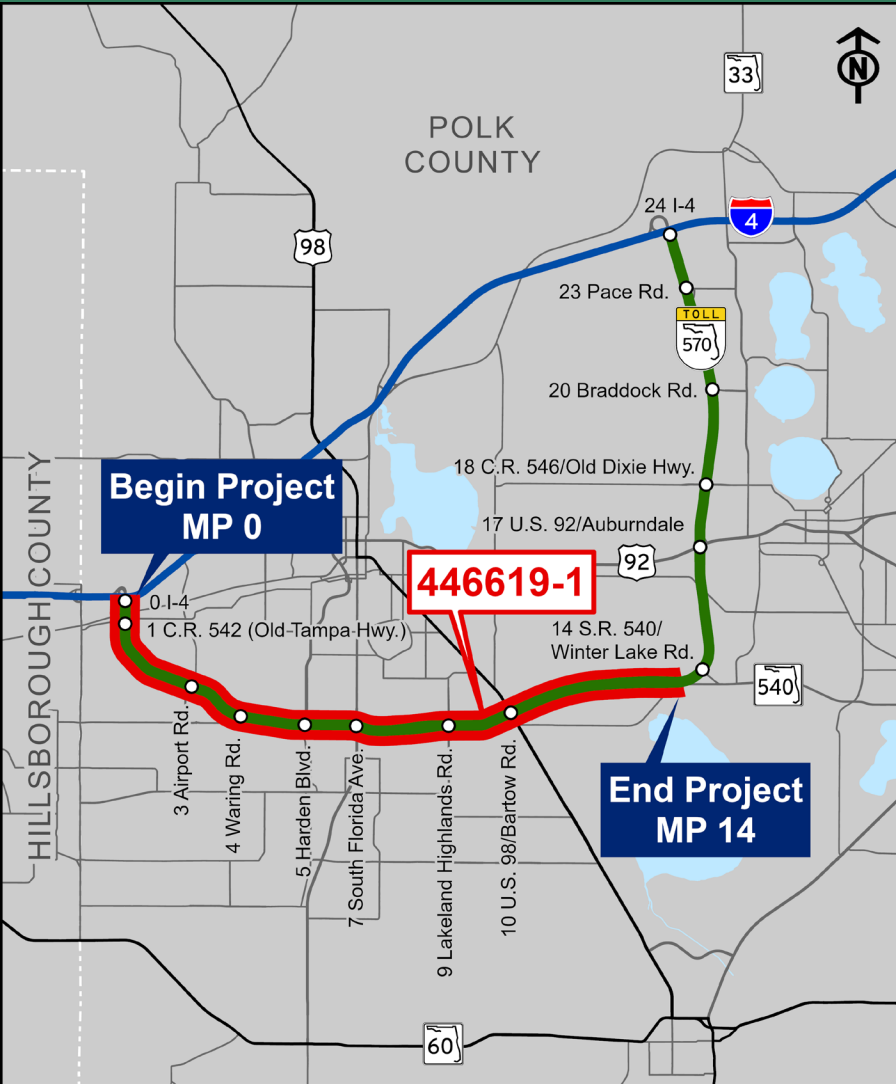 33
N
POLK
COUNTY
24 I-4
4
98
23 Pace Rd.
TOLL
570
20 Braddock Rd.
18 C.R. 546/Old Dixie Hwy.
Begin Project
MP 0
17 U.S. 92/Auburndale
92
446619-1
HILLSBOROUGH COUNTY
0 I-4
1 C.R. 542 (Old Tampa Hwy.)
14 S.R. 540/
Winter Lake Rd.
540
3 Airport Rd.
4 Waring Rd.
5 Harden Blvd.
7 South Florida Ave.
9 Lakeland Highlands Rd.
10 U.S. 98/Bartow Rd.
End Project
MP 14
60